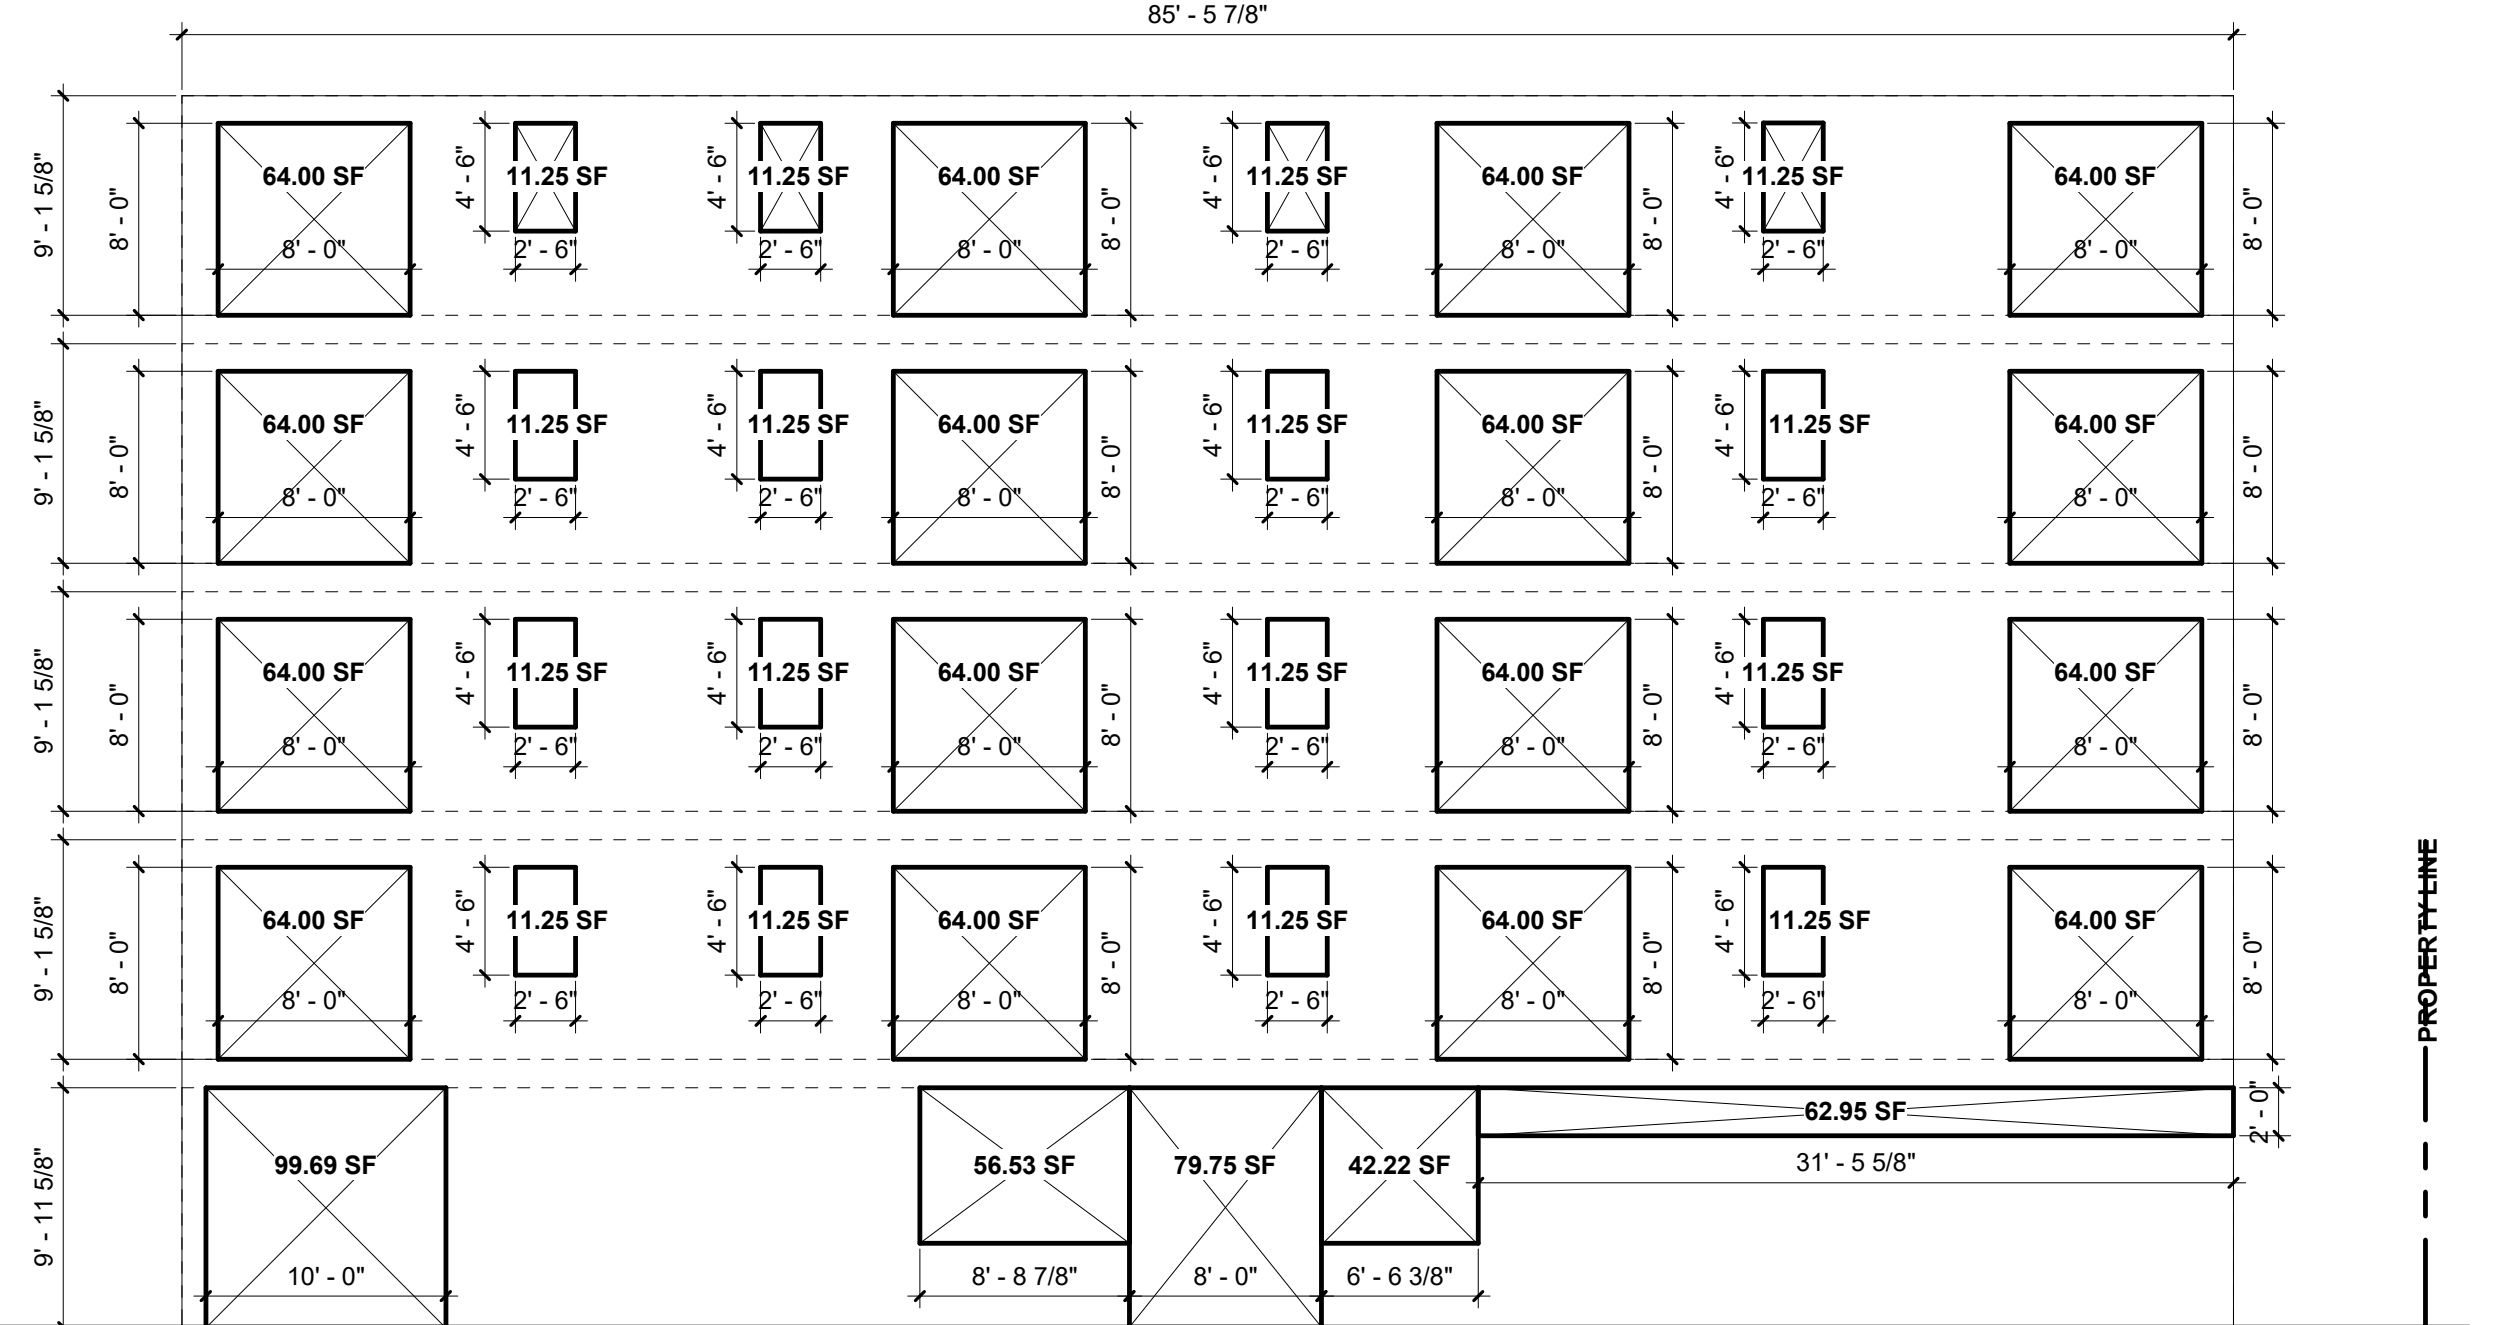 85' - 5 7/8"
9' - 1 5/8"
8' - 0"
64.00 SF
8' - 0"
4' - 6"
11.25 SF
2' - 6"
4' - 6"
11.25 SF
2' - 6"
64.00 SF
8' - 0"
8' - 0"
4' - 6"
11.25 SF
2' - 6"
64.00 SF
8' - 0"
8' - 0"
4' - 6"
11.25 SF
2' - 6"
64.00 SF
8' - 0"
8' - 0"
9' - 1 5/8"
8' - 0"
64.00 SF
8' - 0"
4' - 6"
11.25 SF
2' - 6"
4' - 6"
11.25 SF
2' - 6"
64.00 SF
8' - 0"
8' - 0"
4' - 6"
11.25 SF
2' - 6"
64.00 SF
8' - 0"
8' - 0"
4' - 6"
11.25 SF
2' - 6"
64.00 SF
8' - 0"
8' - 0"
9' - 1 5/8"
8' - 0"
64.00 SF
8' - 0"
4' - 6"
11.25 SF
2' - 6"
4' - 6"
11.25 SF
2' - 6"
64.00 SF
8' - 0"
8' - 0"
4' - 6"
11.25 SF
2' - 6"
64.00 SF
8' - 0"
8' - 0"
4' - 6"
11.25 SF
2' - 6"
64.00 SF
8' - 0"
8' - 0"
9' - 1 5/8"
8' - 0"
64.00 SF
8' - 0"
4' - 6"
11.25 SF
2' - 6"
4' - 6"
11.25 SF
2' - 6"
64.00 SF
8' - 0"
8' - 0"
4' - 6"
11.25 SF
2' - 6"
64.00 SF
8' - 0"
8' - 0"
4' - 6"
11.25 SF
2' - 6"
64.00 SF
8' - 0"
8' - 0"
PROPERTY LINE
9' - 11 5/8"
99.69 SF
10' - 0"
56.53 SF
8' - 8 7/8"
79.75 SF
8' - 0"
42.22 SF
6' - 6 3/8"
62.95 SF
31' - 5 5/8"
2' - 0"